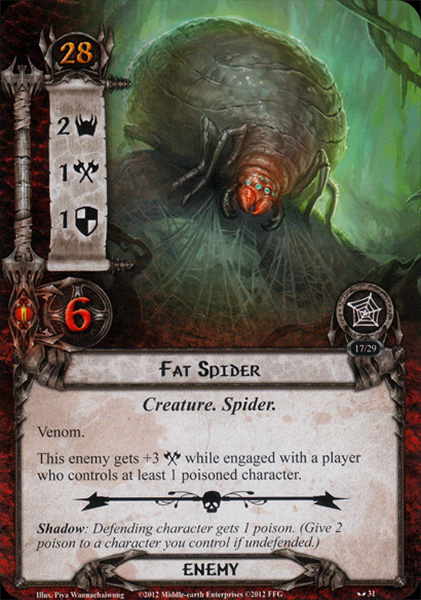 28
2
1
1
6
17/29
Fat Spider
Creature. Spider.
Venom.
This enemy gets +3 while engaged with a player
who controls at least 1 poisoned character.
Shadow: Defending character gets 1 poison. (Give 2
poison to a character you control if undefended.)
ENEMY
Illus. Piya Wannachaiwong ©2012 Middle-earth Enterprises ©2012 FFG 31